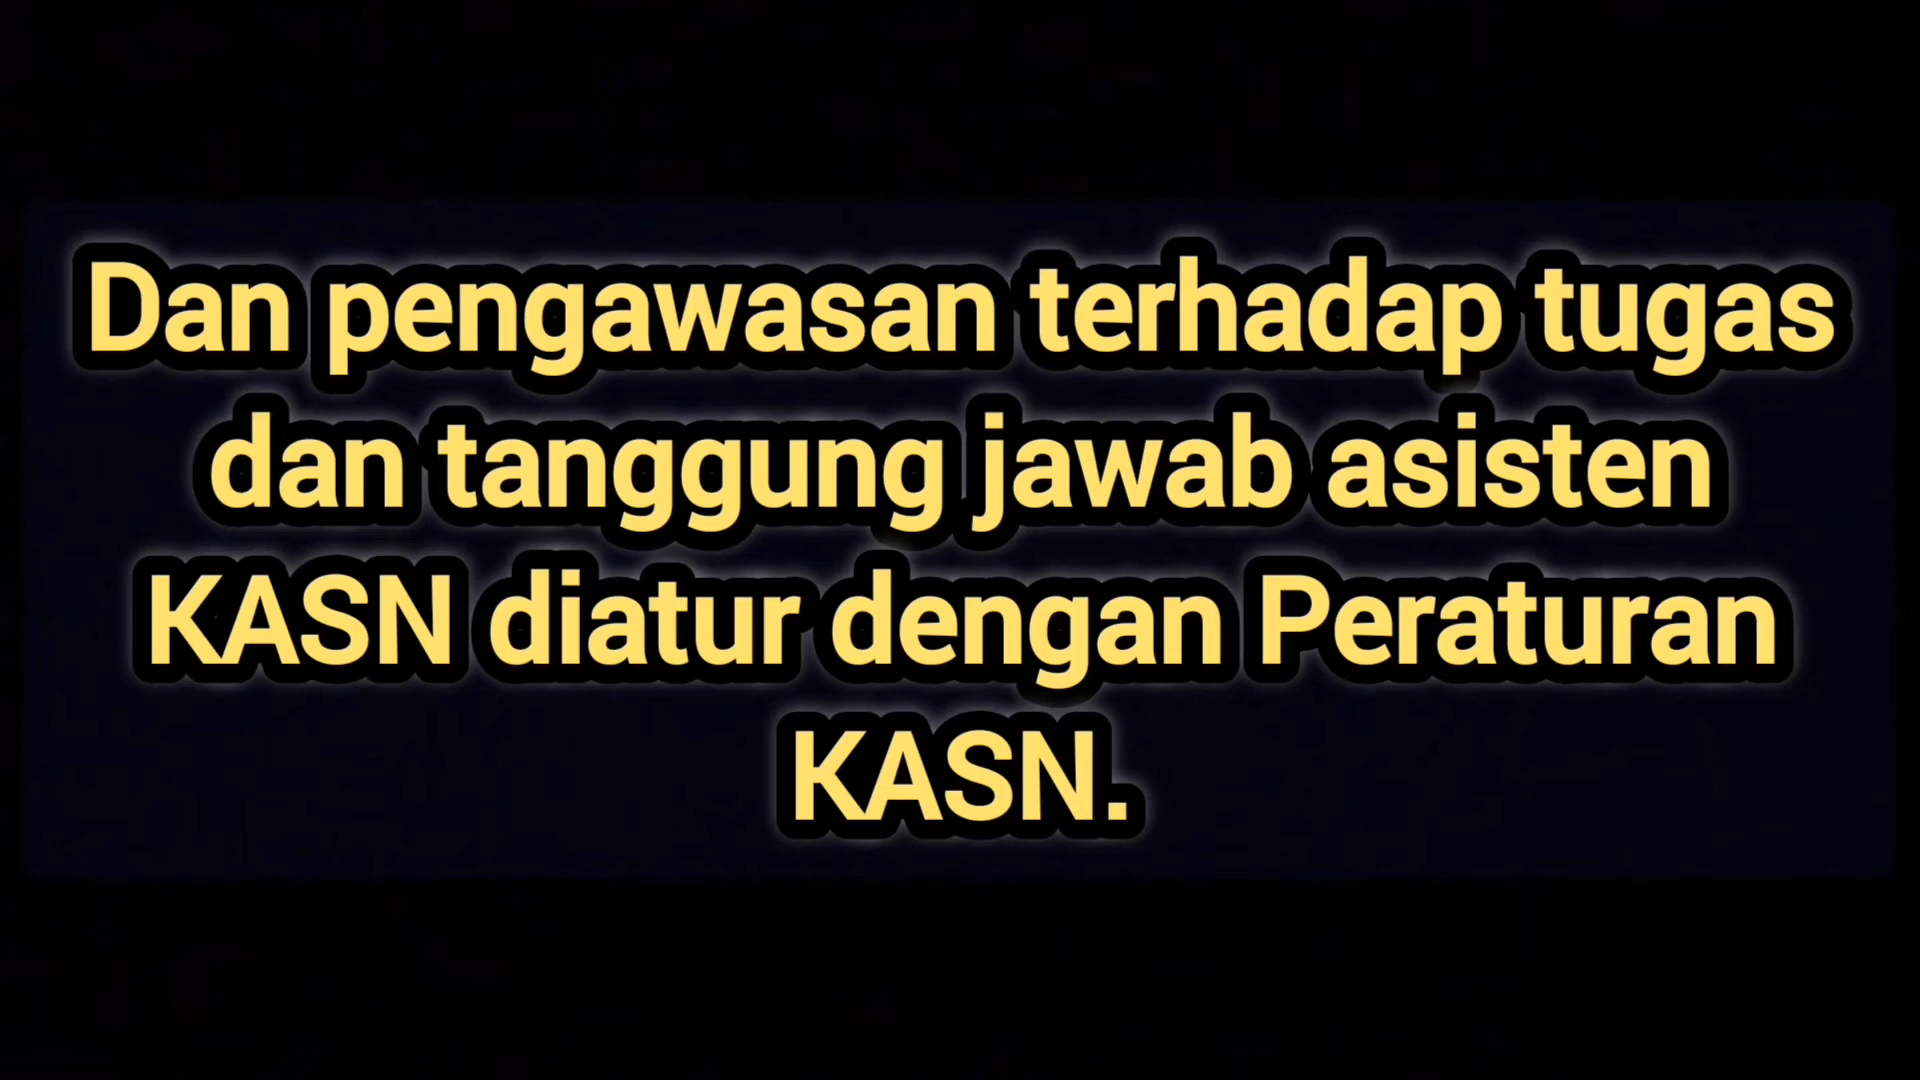 Dan pengawasan terhadap tugas
dan tanggung jawab asisten
KASN diatur dengan Peraturan
KASN.